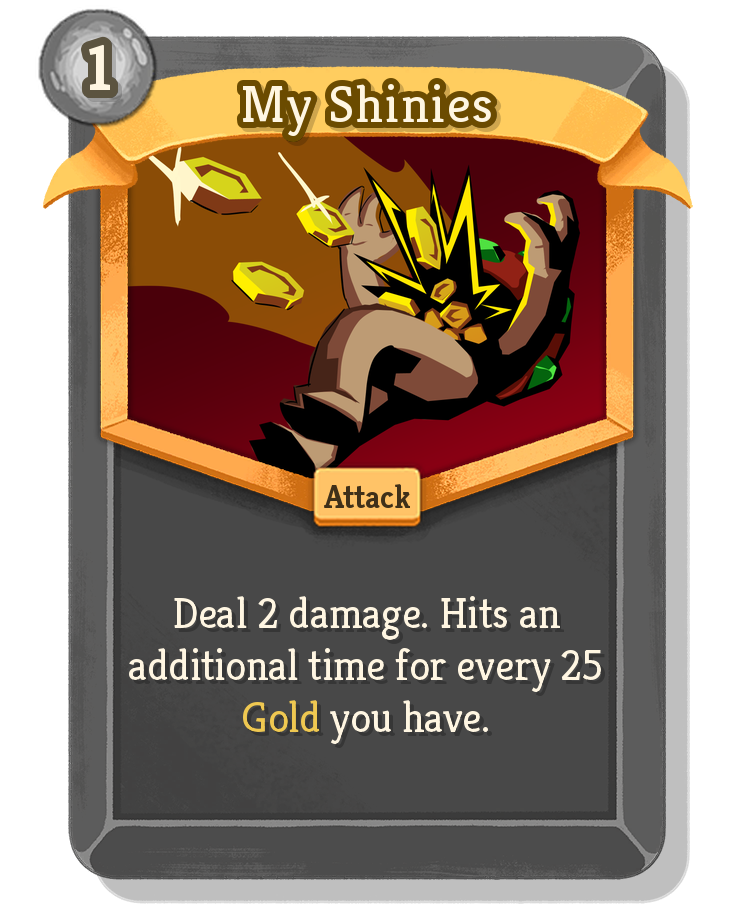 1
My Shinies
Attack
Deal 2 damage. Hits an
additional time for every 25
Gold you have.